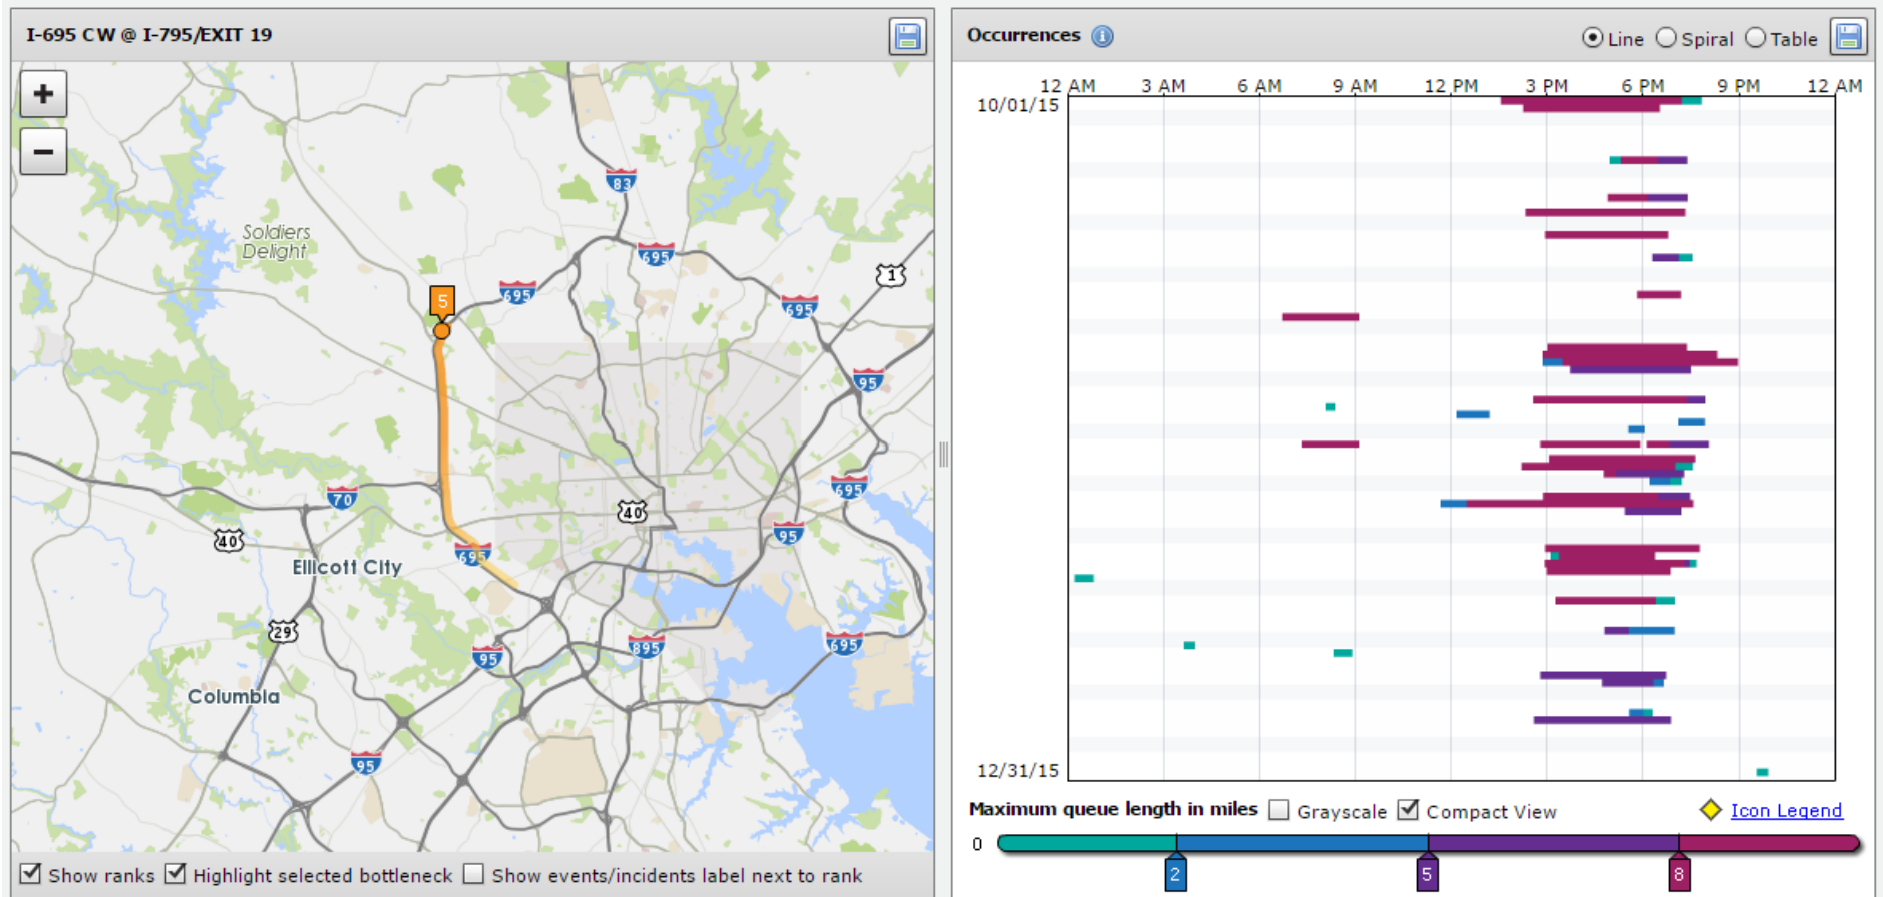 I-695 CW @ I-795/EXIT 19
+
−
83
Soldiers
Delight
695
1
695
5
695
95
70
695
40
40
95
695
Ellicott City
29
95
895
695
Columbia
95
Show ranks Highlight selected bottleneck Show events/incidents label next to rank
Occurrences i Line Spiral Table
12 AM 3 AM 6 AM 9 AM 12 PM 3 PM 6 PM 9 PM 12 AM
10/01/15
12/31/15
Maximum queue length in miles Grayscale Compact View Icon Legend
0
2 5 8